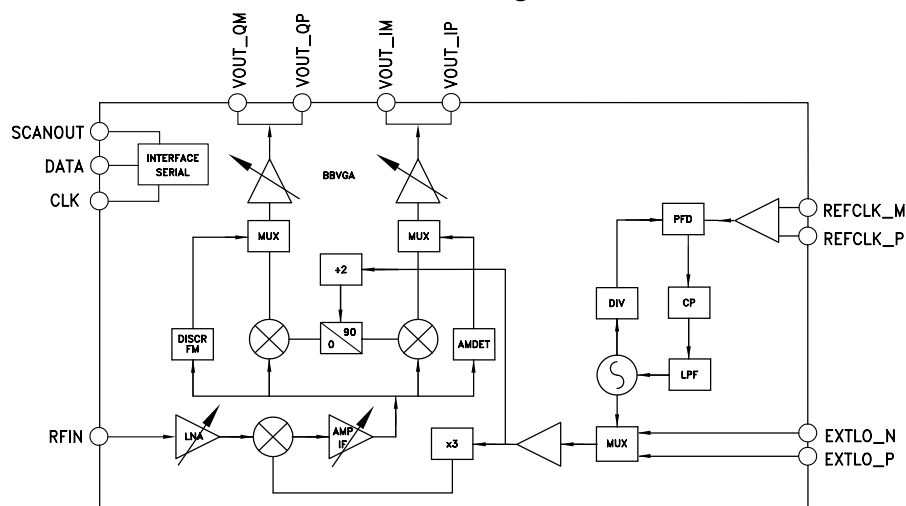 VOUT_QM
VOUT_QP
VOUT_IM
VOUT_IP
SCANOUT
DATA
CLK
INTERFACE
SERIAL
BBVGA
REFCLK_M
REFCLK_P
MUX
MUX
PFD
÷2
DIV
CP
DISCR
FM
0
90
AMDET
LPF
RFIN
LNA
AMP
IF
x3
MUX
EXTLO_N
EXTLO_P